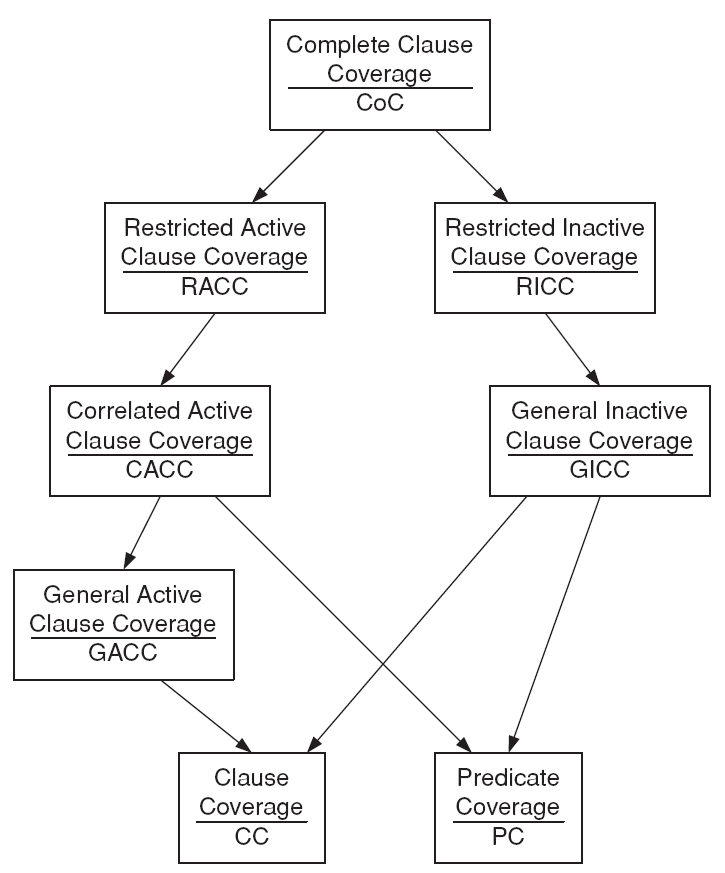 Complete Clause
Coverage
CoC
Restricted Active
Clause Coverage
RACC
Restricted Inactive
Clause Coverage
RICC
Correlated Active
Clause Coverage
CACC
General Inactive
Clause Coverage
GICC
General Active
Clause Coverage
GACC
Clause
Coverage
CC
Predicate
Coverage
PC